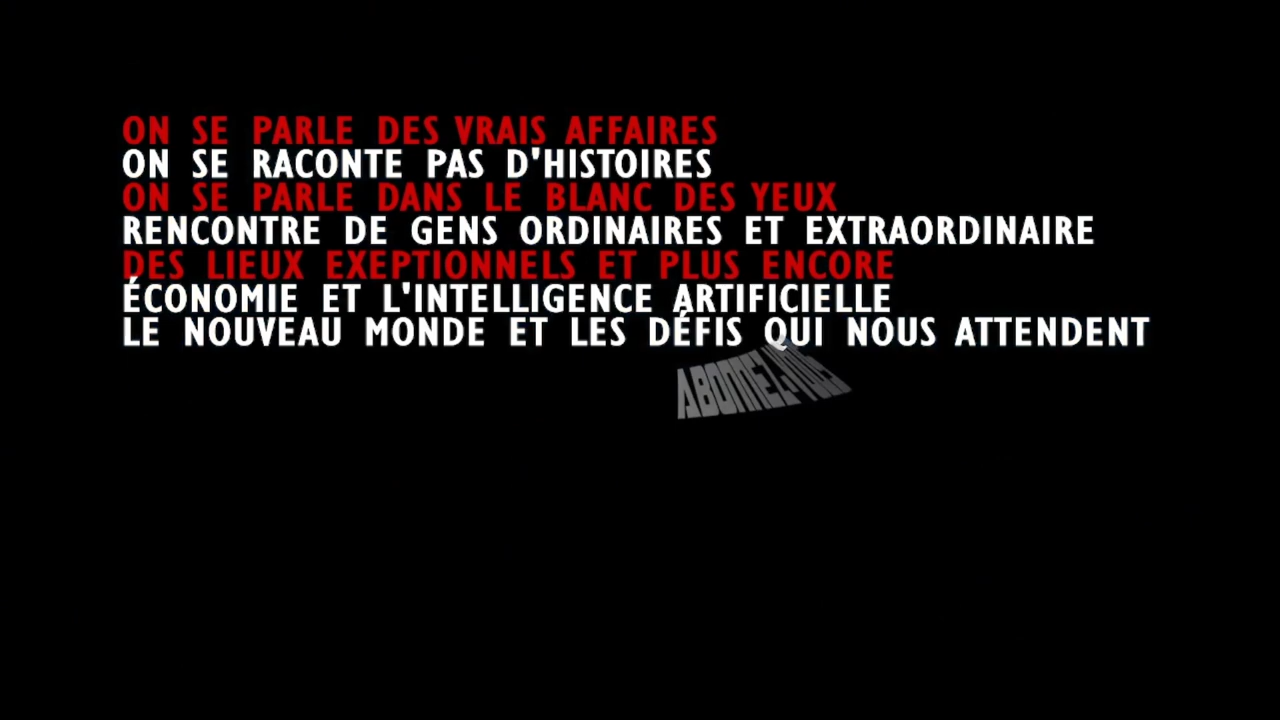 ON SE PARLE DES VRAIS AFFAIRES
ON SE RACONTE PAS D'HISTOIRES
ON SE PARLE DANS LE BLANC DES YEUX
RENCONTRE DE GENS ORDINAIRES ET EXTRAORDINAIRE
DES LIEUX EXEPTIONNELS ET PLUS ENCORE
ÉCONOMIE ET L'INTELLIGENCE ARTIFICIELLE
LE NOUVEAU MONDE ET LES DÉFIS QUI NOUS ATTENDENT
ABONNEZ-VOUS